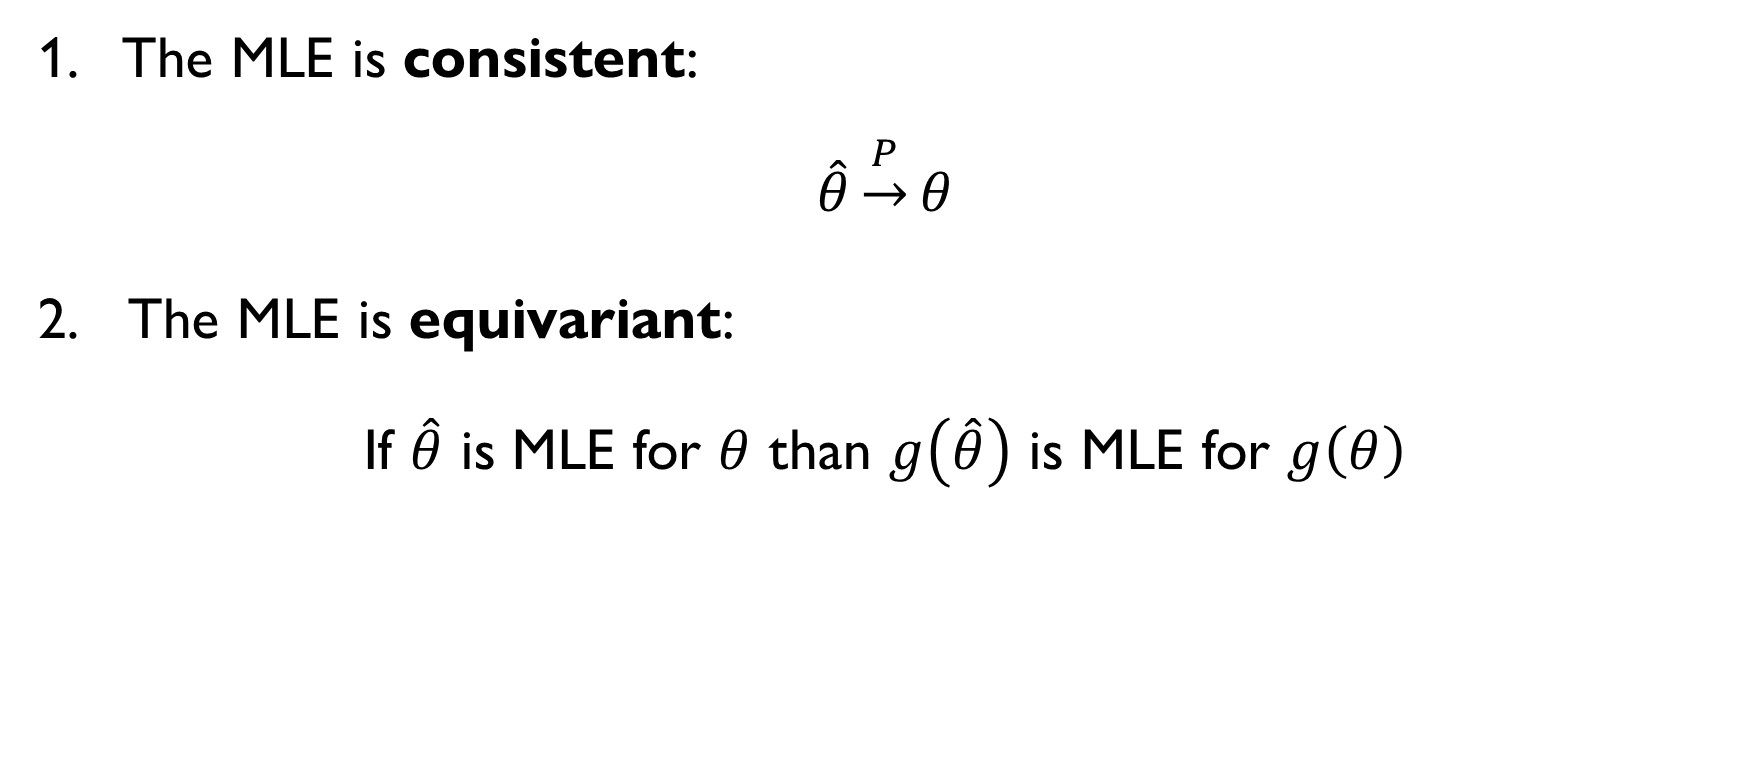 1. The MLE is consistent:
θ̂ →ᴾ θ
2. The MLE is equivariant:
If θ̂ is MLE for θ than g(θ̂) is MLE for g(θ)